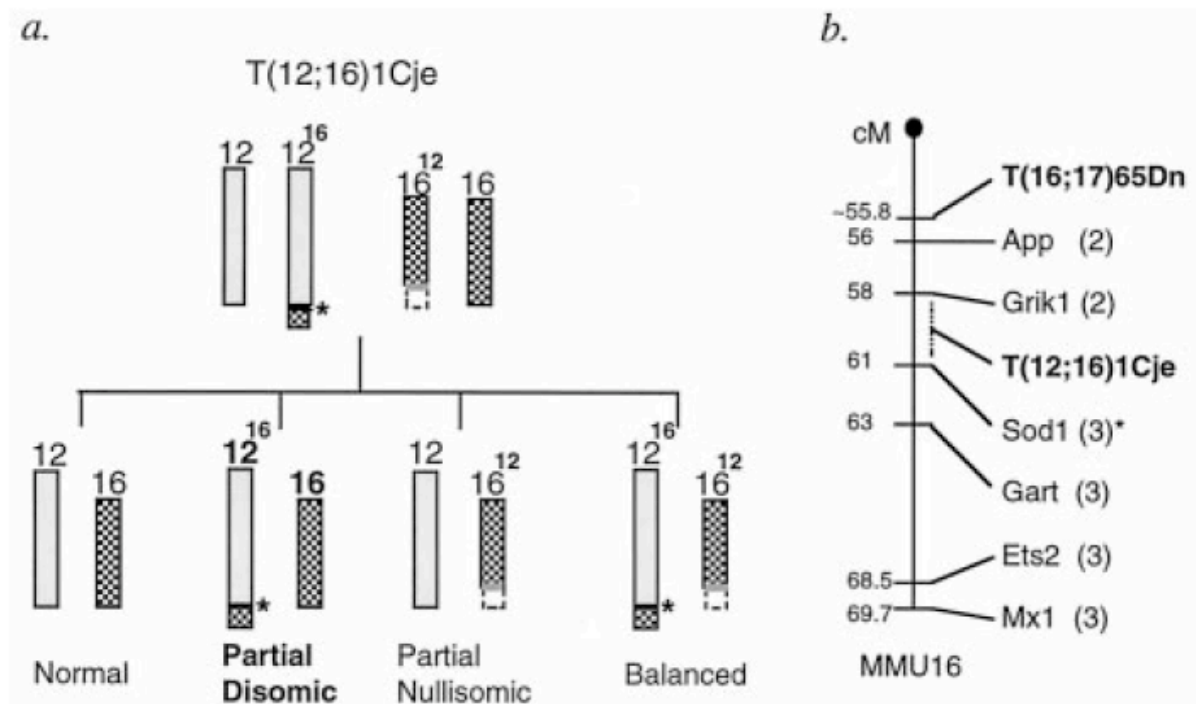 a.
T(12;16)1Cje
12 12^16 16^12 16
*
12 16 12^16 16 12 16^12 12^16 16^12
* *
Normal
Partial
Disomic
Partial
Nullisomic
Balanced
b.
cM
T(16;17)65Dn
~55.8
56 App (2)
58 Grik1 (2)
T(12;16)1Cje
61 Sod1 (3)*
63 Gart (3)
68.5 Ets2 (3)
69.7 Mx1 (3)
MMU16